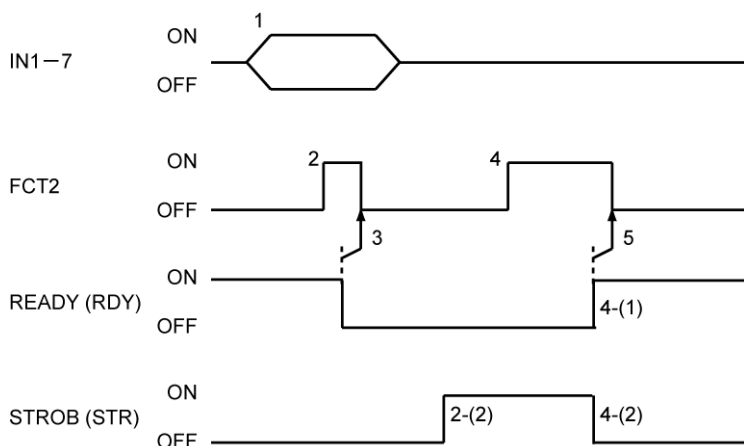 1
ON
IN1－7
OFF
ON
2
4
FCT2
OFF
3
5
ON
READY (RDY)
4-(1)
OFF
ON
STROB (STR)
2-(2)
4-(2)
OFF